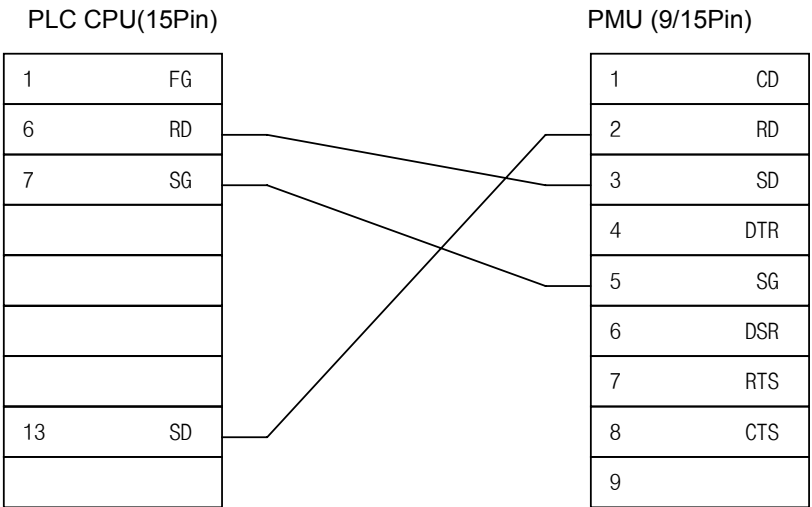 PLC CPU(15Pin)
PMU (9/15Pin)
1 FG
6 RD
7 SG
13 SD
1 CD
2 RD
3 SD
4 DTR
5 SG
6 DSR
7 RTS
8 CTS
9